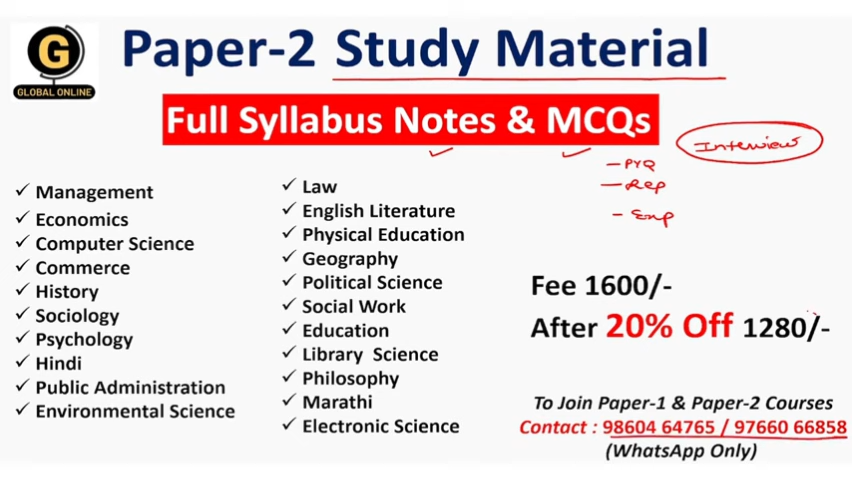 G
GLOBAL ONLINE
Paper-2 Study Material
Full Syllabus Notes & MCQs
Interview
- PYQ
- Rep
- Emp
✓ Management
✓ Economics
✓ Computer Science
✓ Commerce
✓ History
✓ Sociology
✓ Psychology
✓ Hindi
✓ Public Administration
✓ Environmental Science
✓ Law
✓ English Literature
✓ Physical Education
✓ Geography
✓ Political Science
✓ Social Work
✓ Education
✓ Library Science
✓ Philosophy
✓ Marathi
✓ Electronic Science
Fee 1600/-
After 20% Off 1280/-
To Join Paper-1 & Paper-2 Courses
Contact : 98604 64765 / 97660 66858
(WhatsApp Only)